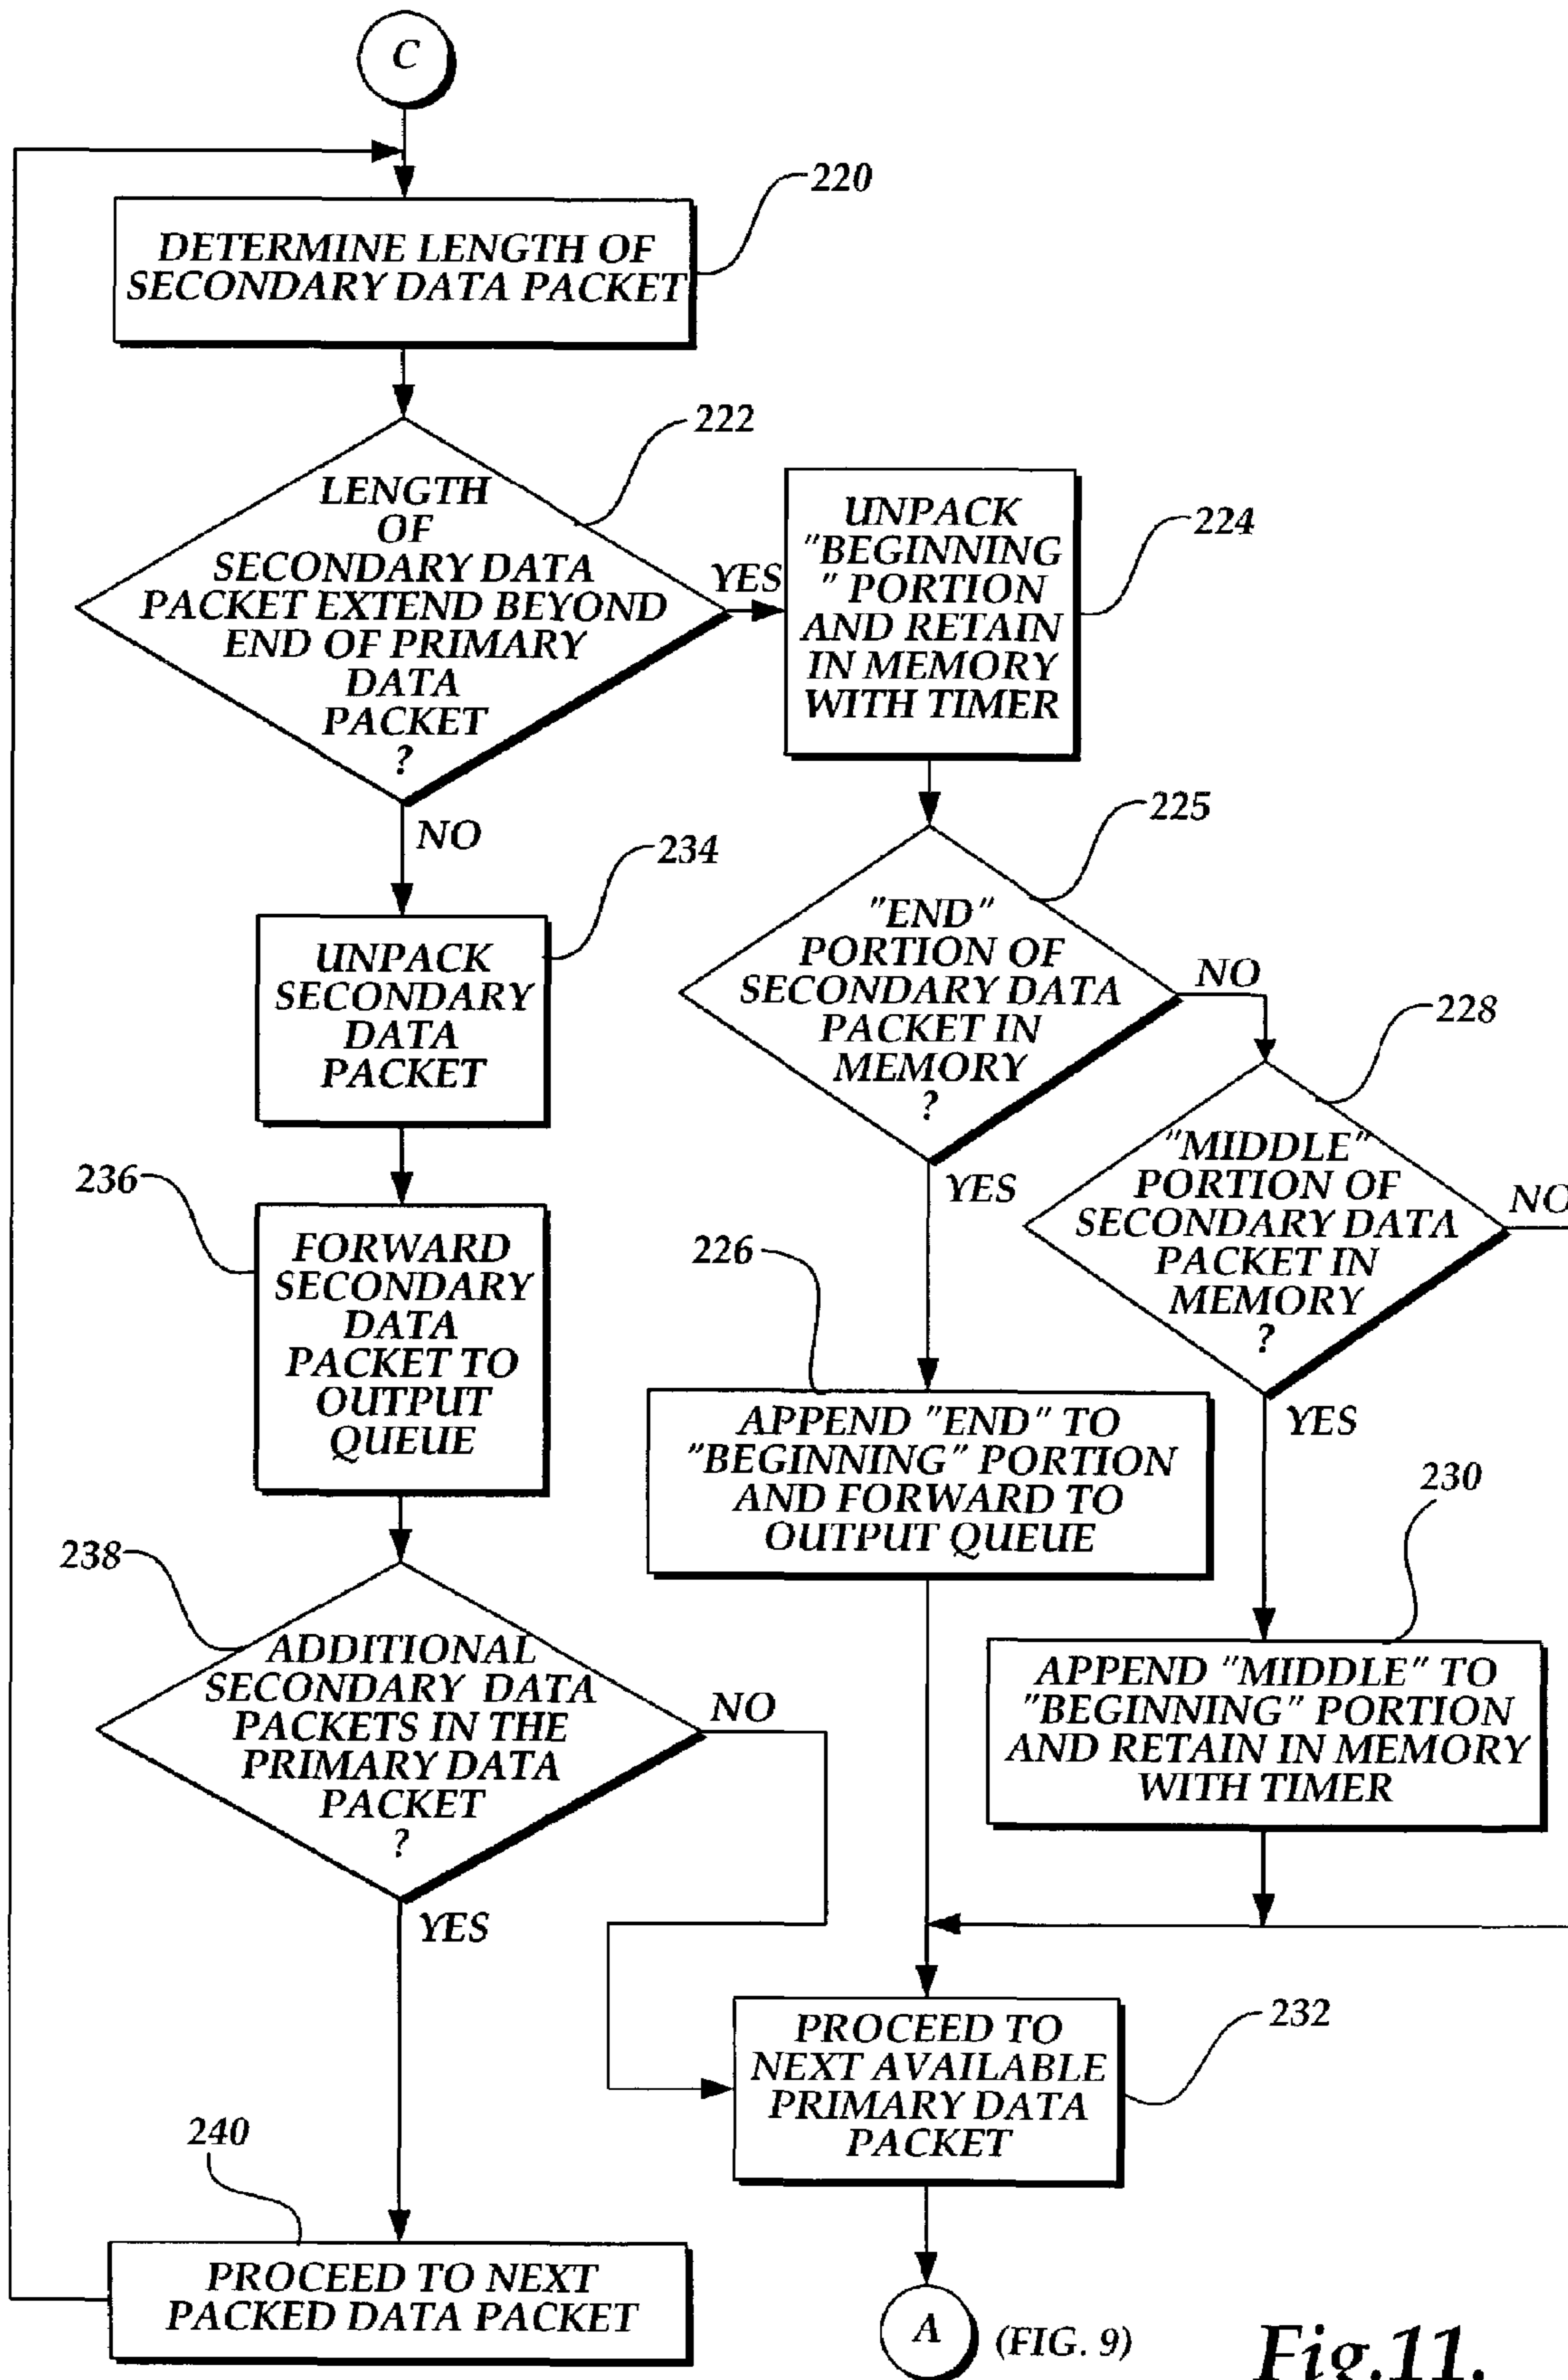 C
220
DETERMINE LENGTH OF
SECONDARY DATA PACKET
222
LENGTH
OF
SECONDARY DATA
PACKET EXTEND BEYOND
END OF PRIMARY
DATA
PACKET
?
YES
NO
224
UNPACK
"BEGINNING
" PORTION
AND RETAIN
IN MEMORY
WITH TIMER
225
"END"
PORTION OF
SECONDARY DATA
PACKET IN
MEMORY
?
NO
YES
228
"MIDDLE"
PORTION OF
SECONDARY DATA
PACKET IN
MEMORY
?
NO
YES
234
UNPACK
SECONDARY
DATA
PACKET
236
FORWARD
SECONDARY
DATA
PACKET TO
OUTPUT
QUEUE
226
APPEND "END" TO
"BEGINNING" PORTION
AND FORWARD TO
OUTPUT QUEUE
230
APPEND "MIDDLE" TO
"BEGINNING" PORTION
AND RETAIN IN MEMORY
WITH TIMER
238
ADDITIONAL
SECONDARY DATA
PACKETS IN THE
PRIMARY DATA
PACKET
?
NO
YES
232
PROCEED TO
NEXT AVAILABLE
PRIMARY DATA
PACKET
240
PROCEED TO NEXT
PACKED DATA PACKET
A
(FIG. 9)
Fig.11.